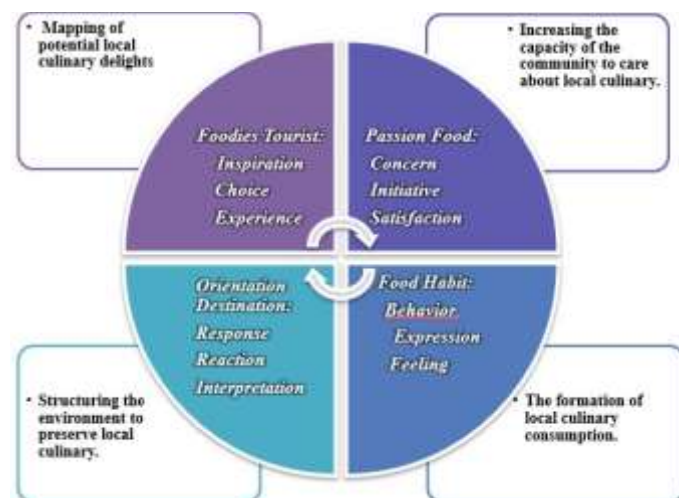 • Mapping of
potential local
culinary delights
• Increasing the
capacity of the
community to care
about local culinary.
Foodies Tourist:
Inspiration
Choice
Experience
Passion Food:
Concern
Initiative
Satisfaction
Orientation
Destination:
Response
Reaction
Interpretation
Food Habit:
Behavior
Expression
Feeling
• Structuring the
environment to
preserve local
culinary.
• The formation of
local culinary
consumption.